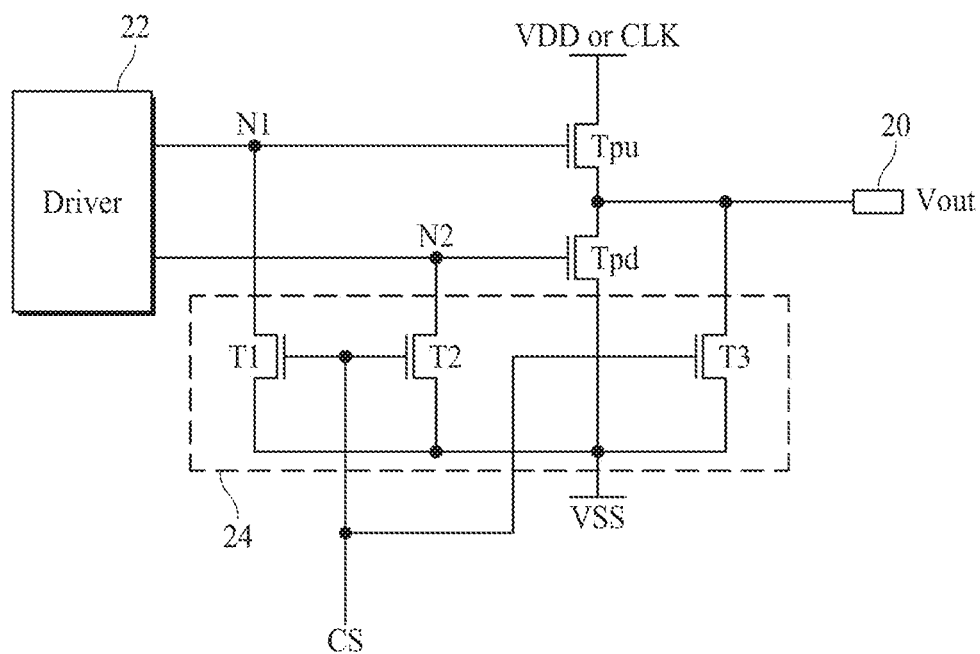 22
VDD or CLK
N1
Tpu
20
Driver
Vout
N2
Tpd
T1
T2
T3
24
VSS
CS